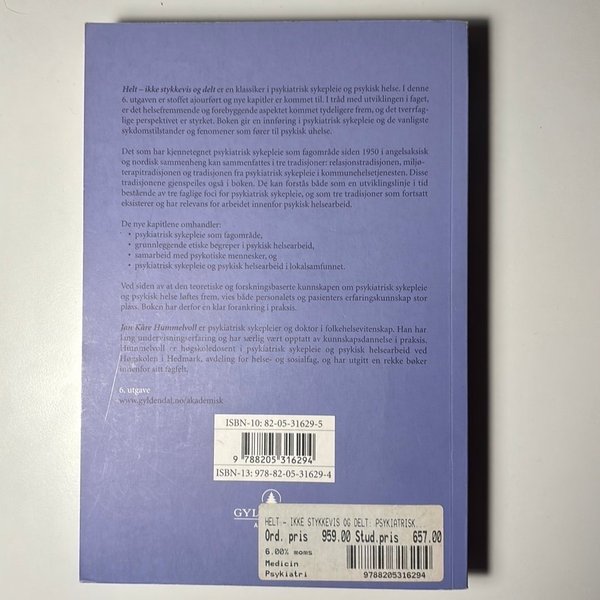 Helt – ikke stykkevis og delt er en klassiker i psykiatrisk sykepleie og psykisk helse. I denne
6. utgaven er stoffet ajourført og nye kapitler er kommet til. I tråd med utviklingen i faget,
er det helsefremmende og forebyggende aspektet kommet tydeligere frem, og det tverrfag-
lige perspektivet er styrket. Boken gir en innføring i psykiatrisk sykepleie og de vanligste
sykdomstilstander og fenomener som fører til psykisk uhelse.
Det som har kjennetegnet psykiatrisk sykepleie som fagområde siden 1950 i angelsaksisk
og nordisk sammenheng kan sammenfattes i tre tradisjoner: relasjonstradisjonen, miljø-
terapitradisjonen og tradisjonen fra psykiatrisk sykepleie i kommunehelsetjenesten. Disse
tradisjonene gjenspeiles også i boken. De kan forstås både som en utviklingslinje i tid
bestående av tre faglige foci for psykiatrisk sykepleie, og som tre tradisjoner som fortsatt
eksisterer og har relevans for arbeidet innenfor psykisk helsearbeid.
De nye kapitlene omhandler:
• psykiatrisk sykepleie som fagområde,
• grunnleggende etiske begreper i psykisk helsearbeid,
• samarbeid med psykotiske mennesker, og
• psykiatrisk sykepleie og psykisk helsearbeid i lokalsamfunnet.
Ved siden av at den teoretiske og forskningsbaserte kunnskapen om psykiatrisk sykepleie
og psykisk helse løftes frem, vies både personalets og pasienters erfaringskunnskap stor
plass. Boken har derfor en klar forankring i praksis.
Jan Kåre Hummelvoll er psykiatrisk sykepleier og doktor i folkehelsevitenskap. Han har
lang undervisningserfaring og har særlig vært opptatt av kunnskapsdannelse i praksis.
Hummelvoll er høgskoledosent i psykiatrisk sykepleie og psykisk helsearbeid ved
Høgskolen i Hedmark, avdeling for helse- og sosialfag, og har utgitt en rekke bøker
innenfor sitt fagfelt.
6. utgave
www.gyldendal.no/akademisk
ISBN-10: 82-05-31629-5
9 788205 316294
ISBN-13: 978-82-05-31629-4
GYL
A
HELT - IKKE STYKKEVIS OG DELT: PSYKIATRISK...
Ord. pris 959.00 Stud.pris 657.00
6.00% moms
Medicin
Psykiatri 9788205316294